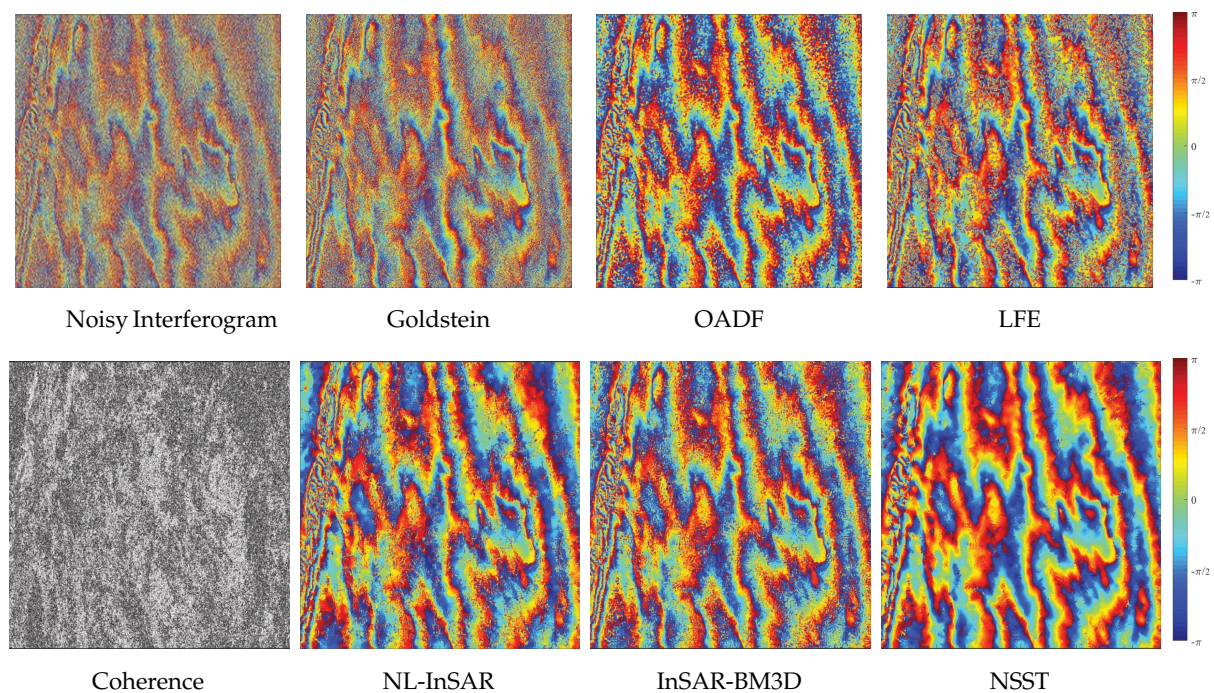 π
π/2
0
-π/2
-π
Noisy Interferogram
Goldstein
OADF
LFE
π
π/2
0
-π/2
-π
Coherence
NL-InSAR
InSAR-BM3D
NSST